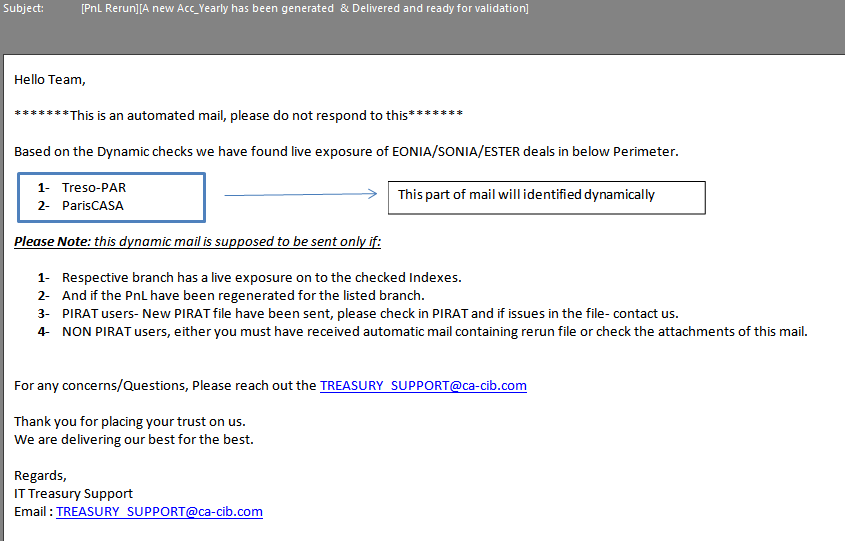 Subject: [PnL Rerun][A new Acc_Yearly has been generated & Delivered and ready for validation]
Hello Team,
*******This is an automated mail, please do not respond to this*******
Based on the Dynamic checks we have found live exposure of EONIA/SONIA/ESTER deals in below Perimeter.
1- Treso-PAR
2- ParisCASA
This part of mail will identified dynamically
Please Note: this dynamic mail is supposed to be sent only if:
1- Respective branch has a live exposure on to the checked Indexes.
2- And if the PnL have been regenerated for the listed branch.
3- PIRAT users- New PIRAT file have been sent, please check in PIRAT and if issues in the file- contact us.
4- NON PIRAT users, either you must have received automatic mail containing rerun file or check the attachments of this mail.
For any concerns/Questions, Please reach out the TREASURY_SUPPORT@ca-cib.com
Thank you for placing your trust on us.
We are delivering our best for the best.
Regards,
IT Treasury Support
Email : TREASURY_SUPPORT@ca-cib.com